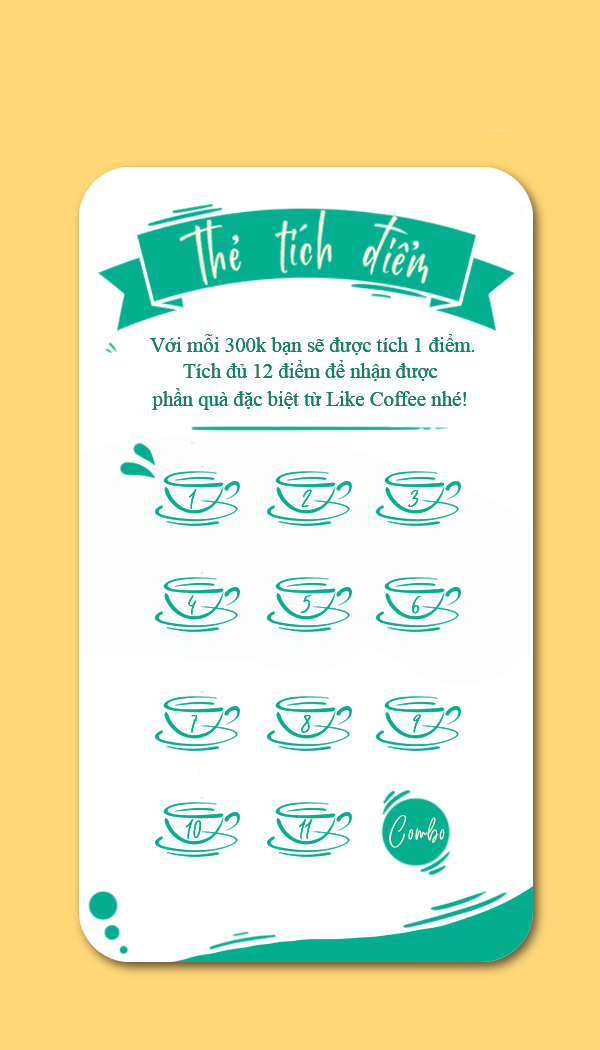 Thẻ tích điểm
Với mỗi 300k bạn sẽ được tích 1 điểm.
Tích đủ 12 điểm để nhận được
phần quà đặc biệt từ Like Coffee nhé!
1 2 3
4 5 6
7 8 9
10 11 Combo